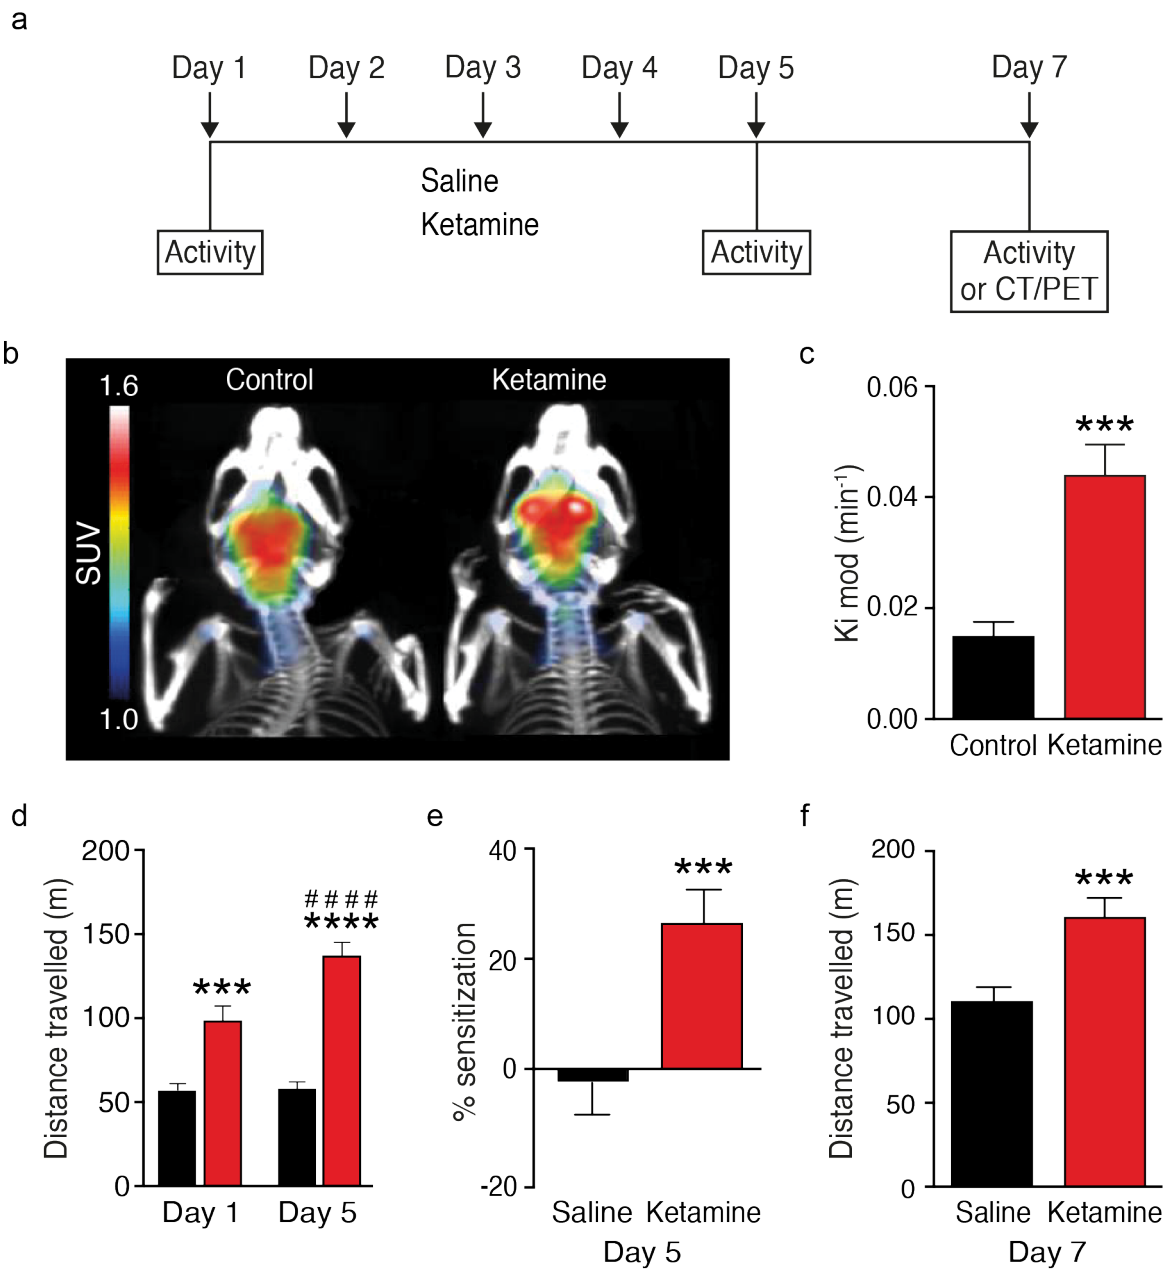 a
Day 1 Day 2 Day 3 Day 4 Day 5 Day 7
Saline
Ketamine
Activity Activity Activity
or CT/PET
b
Control Ketamine
1.6
SUV
1.0
c
Ki mod (min⁻¹)
0.06
***
0.04
0.02
0.00
Control Ketamine
d
Distance travelled (m)
200
####
150
****
***
100
50
0
Day 1 Day 5
e
% sensitization
40
***
20
0
-20
Saline Ketamine
Day 5
f
Distance travelled (m)
200
***
150
100
50
0
Saline Ketamine
Day 7